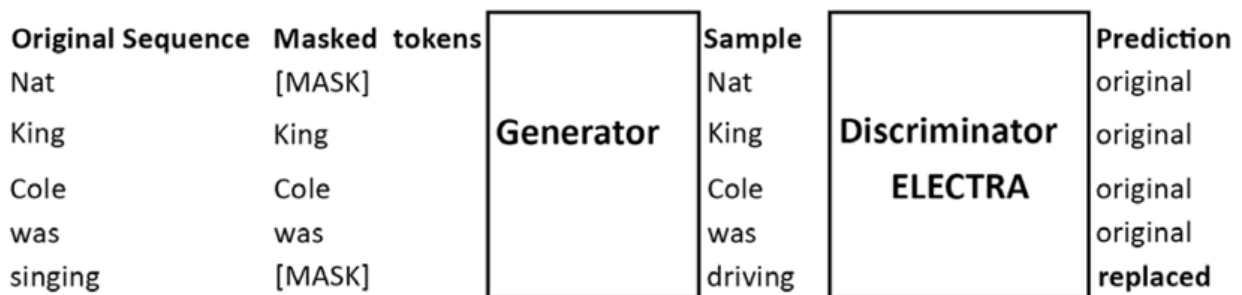 Original Sequence Masked tokens Sample Prediction
Nat [MASK] Nat original
King King Generator King Discriminator original
Cole Cole Cole ELECTRA original
was was was original
singing [MASK] driving replaced